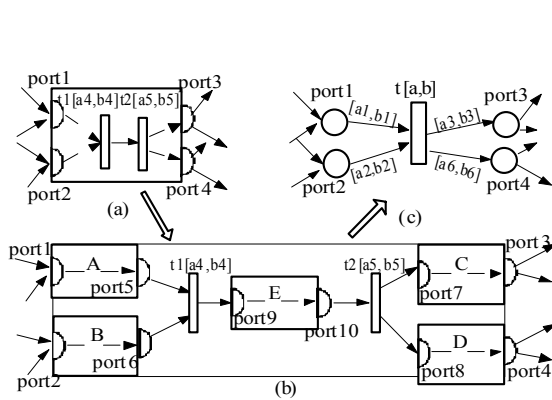 port1
t1[a4,b4] t2[a5,b5]
port3
port2
port4
(a)
port1
t[a,b]
port3
[a1,b1]
[a3,b3]
[a2,b2]
[a6,b6]
port2
port4
(c)
port1
A
port5
t1[a4,b4]
E
port9
port10
t2[a5,b5]
C
port7
port3
B
port6
port2
D
port8
port4
(b)